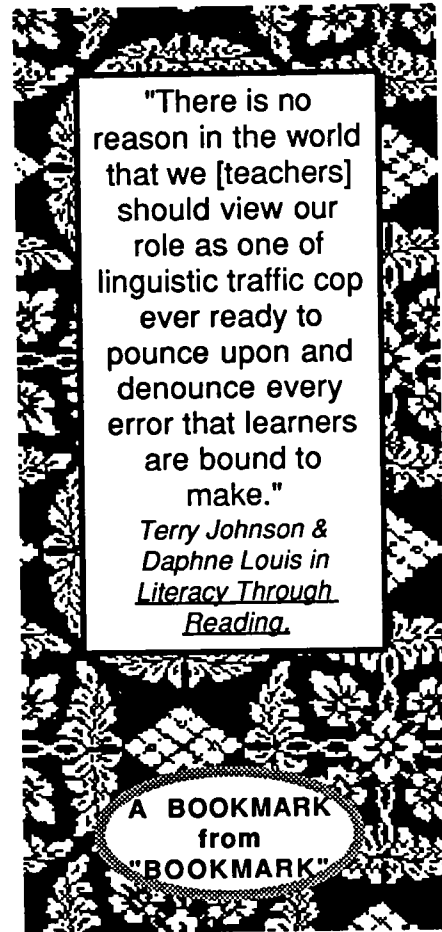 "There is no
reason in the world
that we [teachers]
should view our
role as one of
linguistic traffic cop
ever ready to
pounce upon and
denounce every
error that learners
are bound to
make."
Terry Johnson &
Daphne Louis in
Literacy Through
Reading.
A BOOKMARK
from
"BOOKMARK"